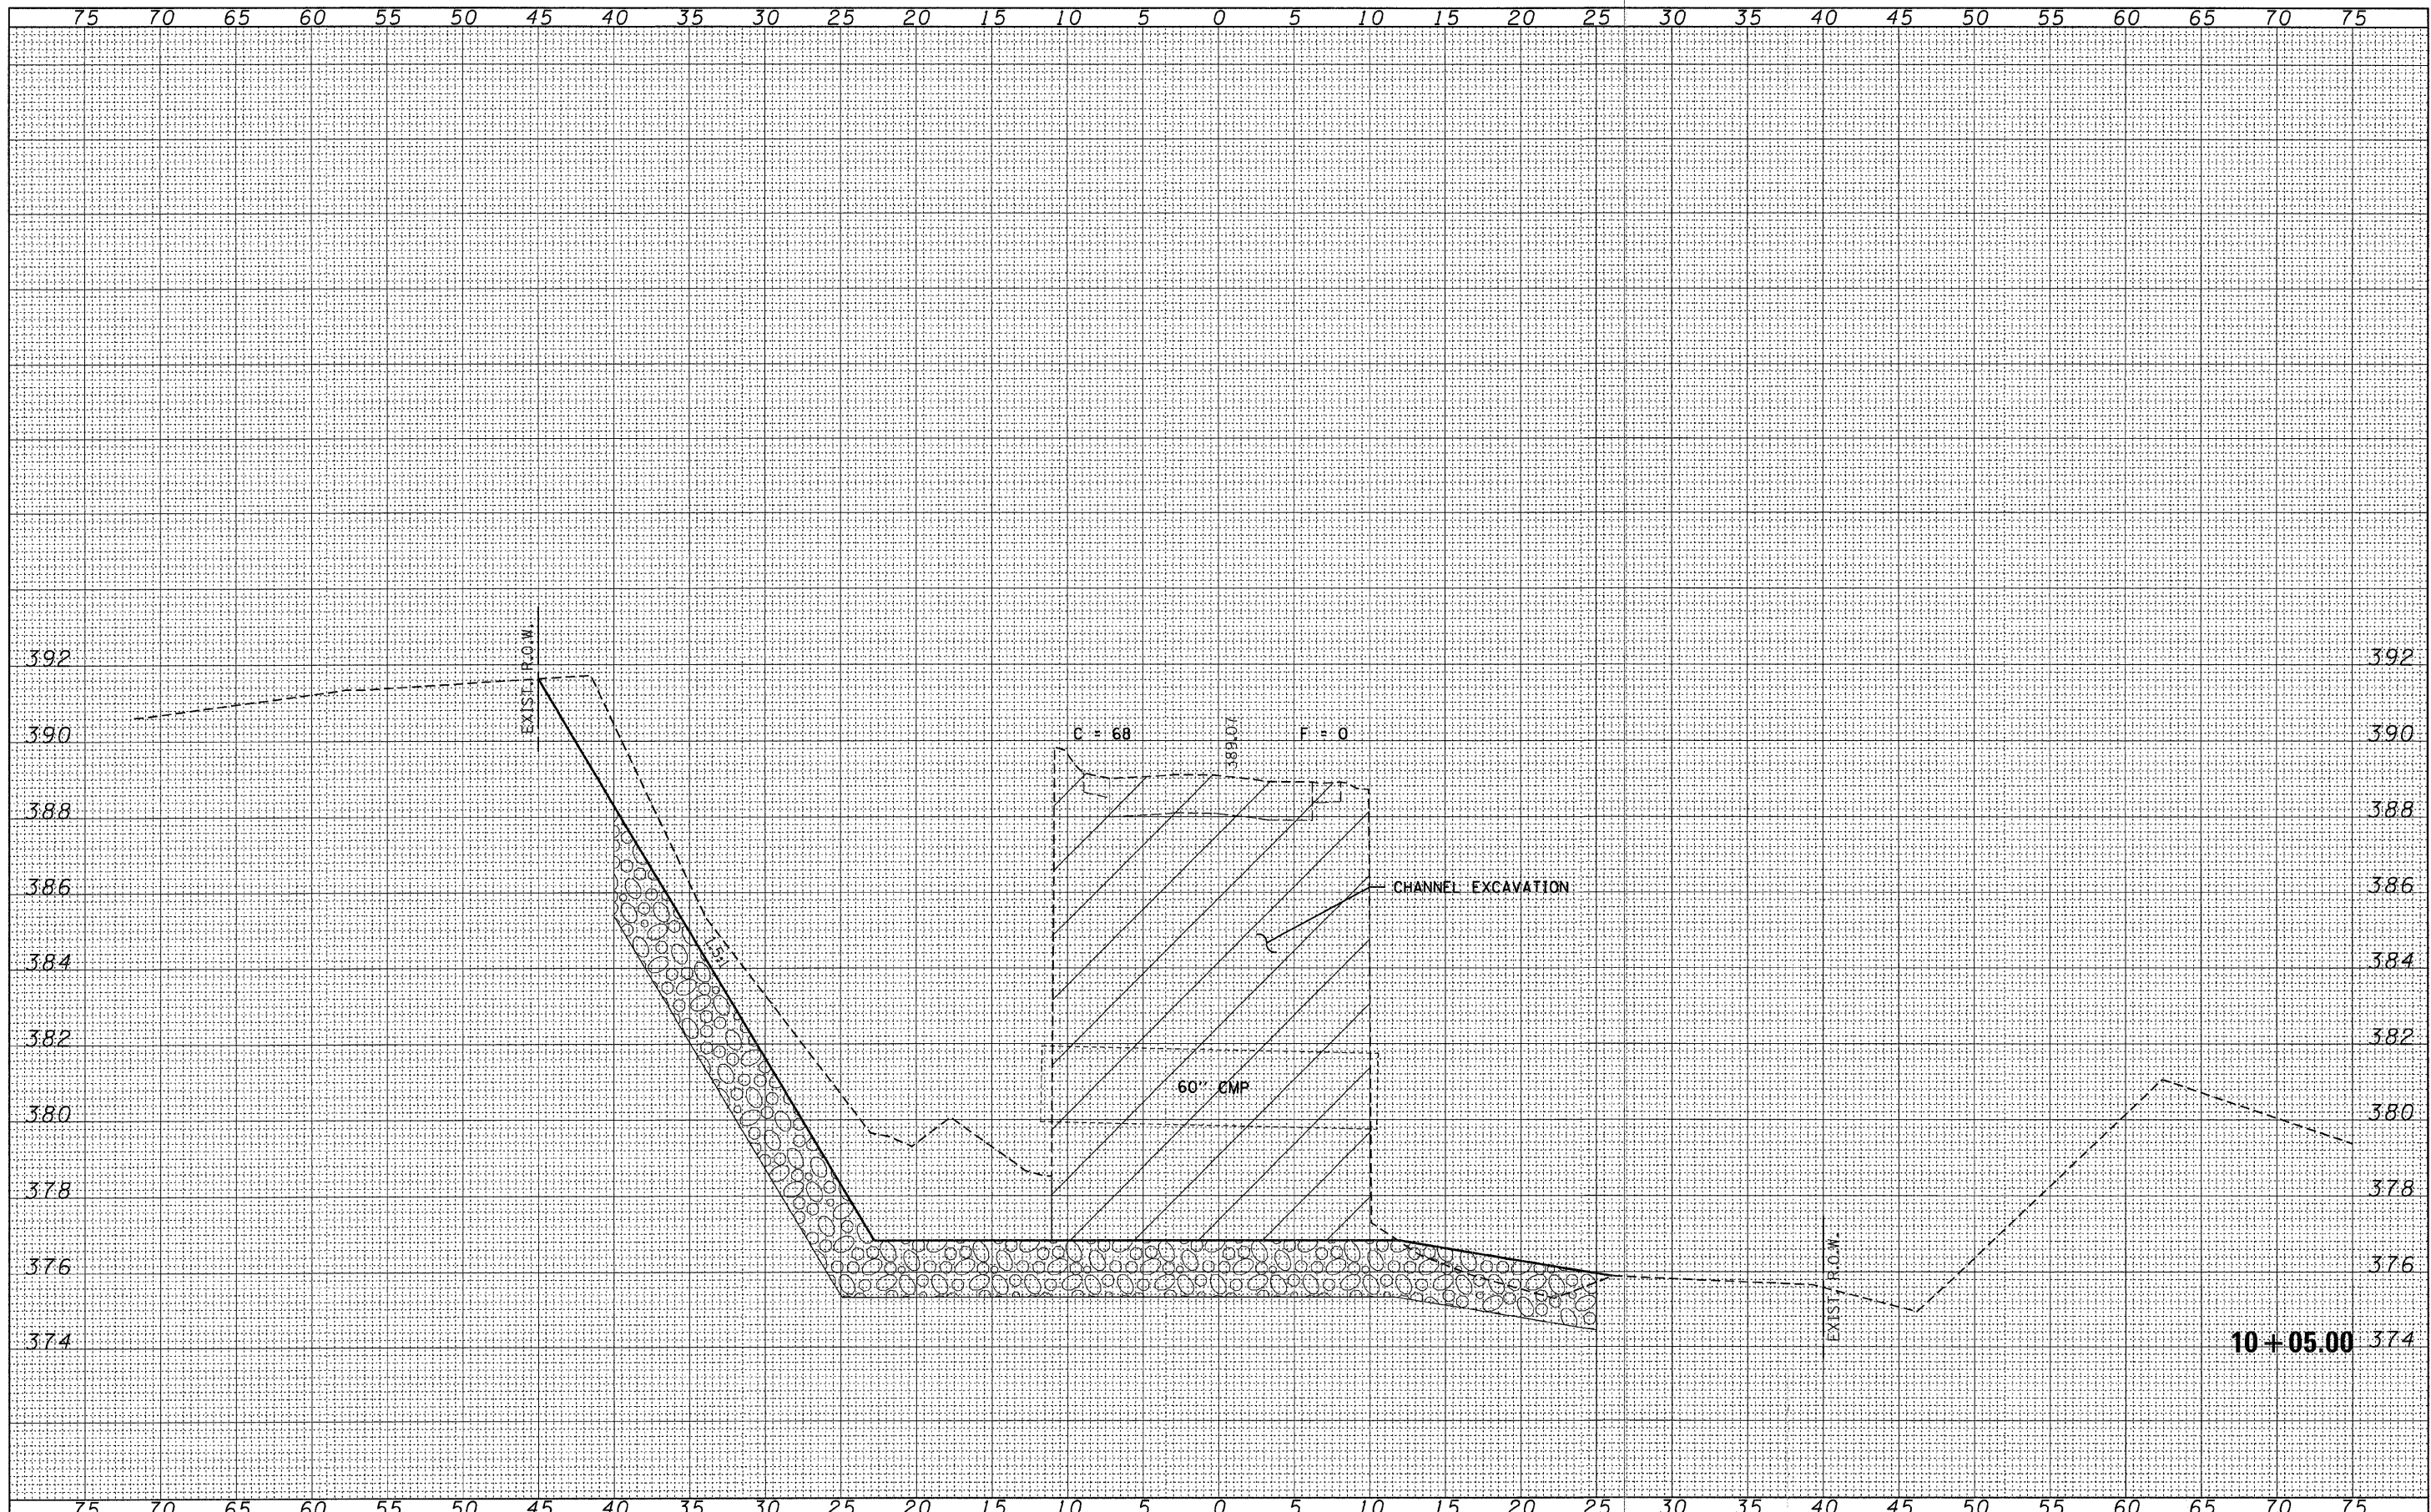 75 70 65 60 55 50 45 40 35 30 25 20 15 10 5 0 5 10 15 20 25 30 35 40 45 50 55 60 65 70 75
EXIST. R.O.W.
392 392
390 C = 68 389.07 F = 0 390
388 388
386 CHANNEL EXCAVATION 386
1.5:1
384 384
382 382
60'' CMP
380 380
378 378
376 376
EXIST. R.O.W.
374 10+05.00 374
75 70 65 60 55 50 45 40 35 30 25 20 15 10 5 0 5 10 15 20 25 30 35 40 45 50 55 60 65 70 75